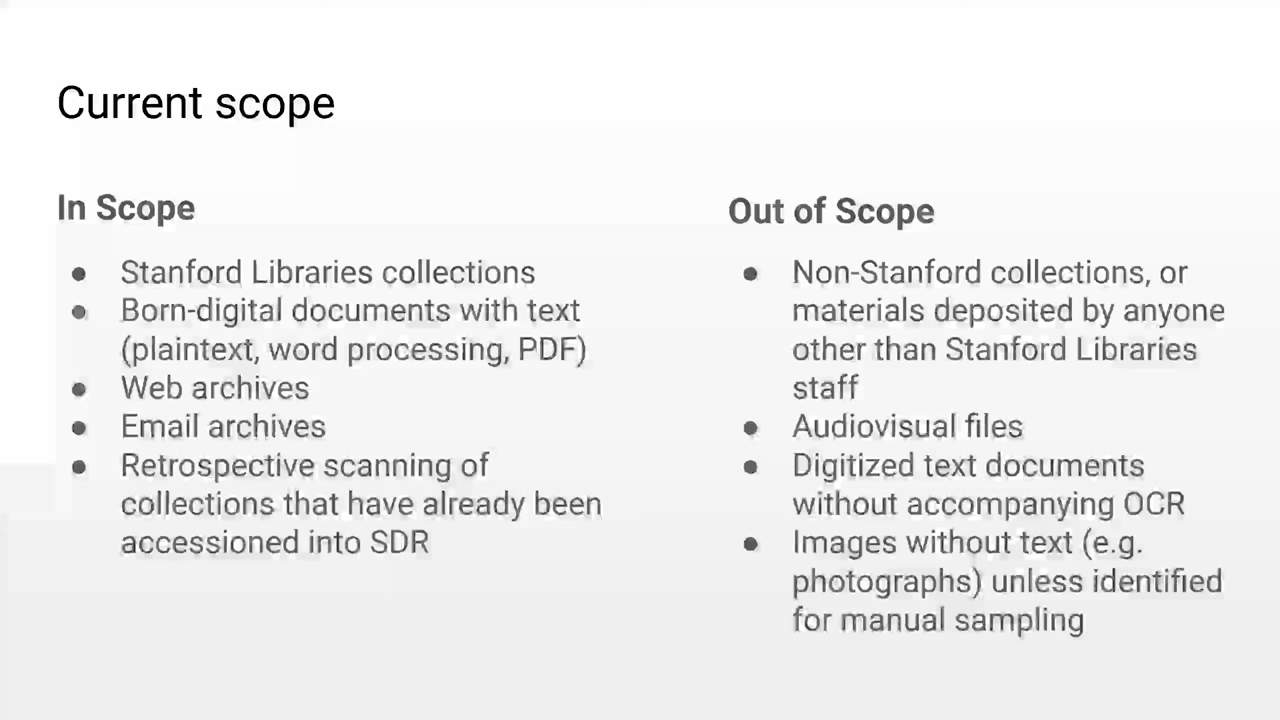 Current scope
In Scope
● Stanford Libraries collections
● Born-digital documents with text
(plaintext, word processing, PDF)
● Web archives
● Email archives
● Retrospective scanning of
collections that have already been
accessioned into SDR
Out of Scope
● Non-Stanford collections, or
materials deposited by anyone
other than Stanford Libraries
staff
● Audiovisual files
● Digitized text documents
without accompanying OCR
● Images without text (e.g.
photographs) unless identified
for manual sampling